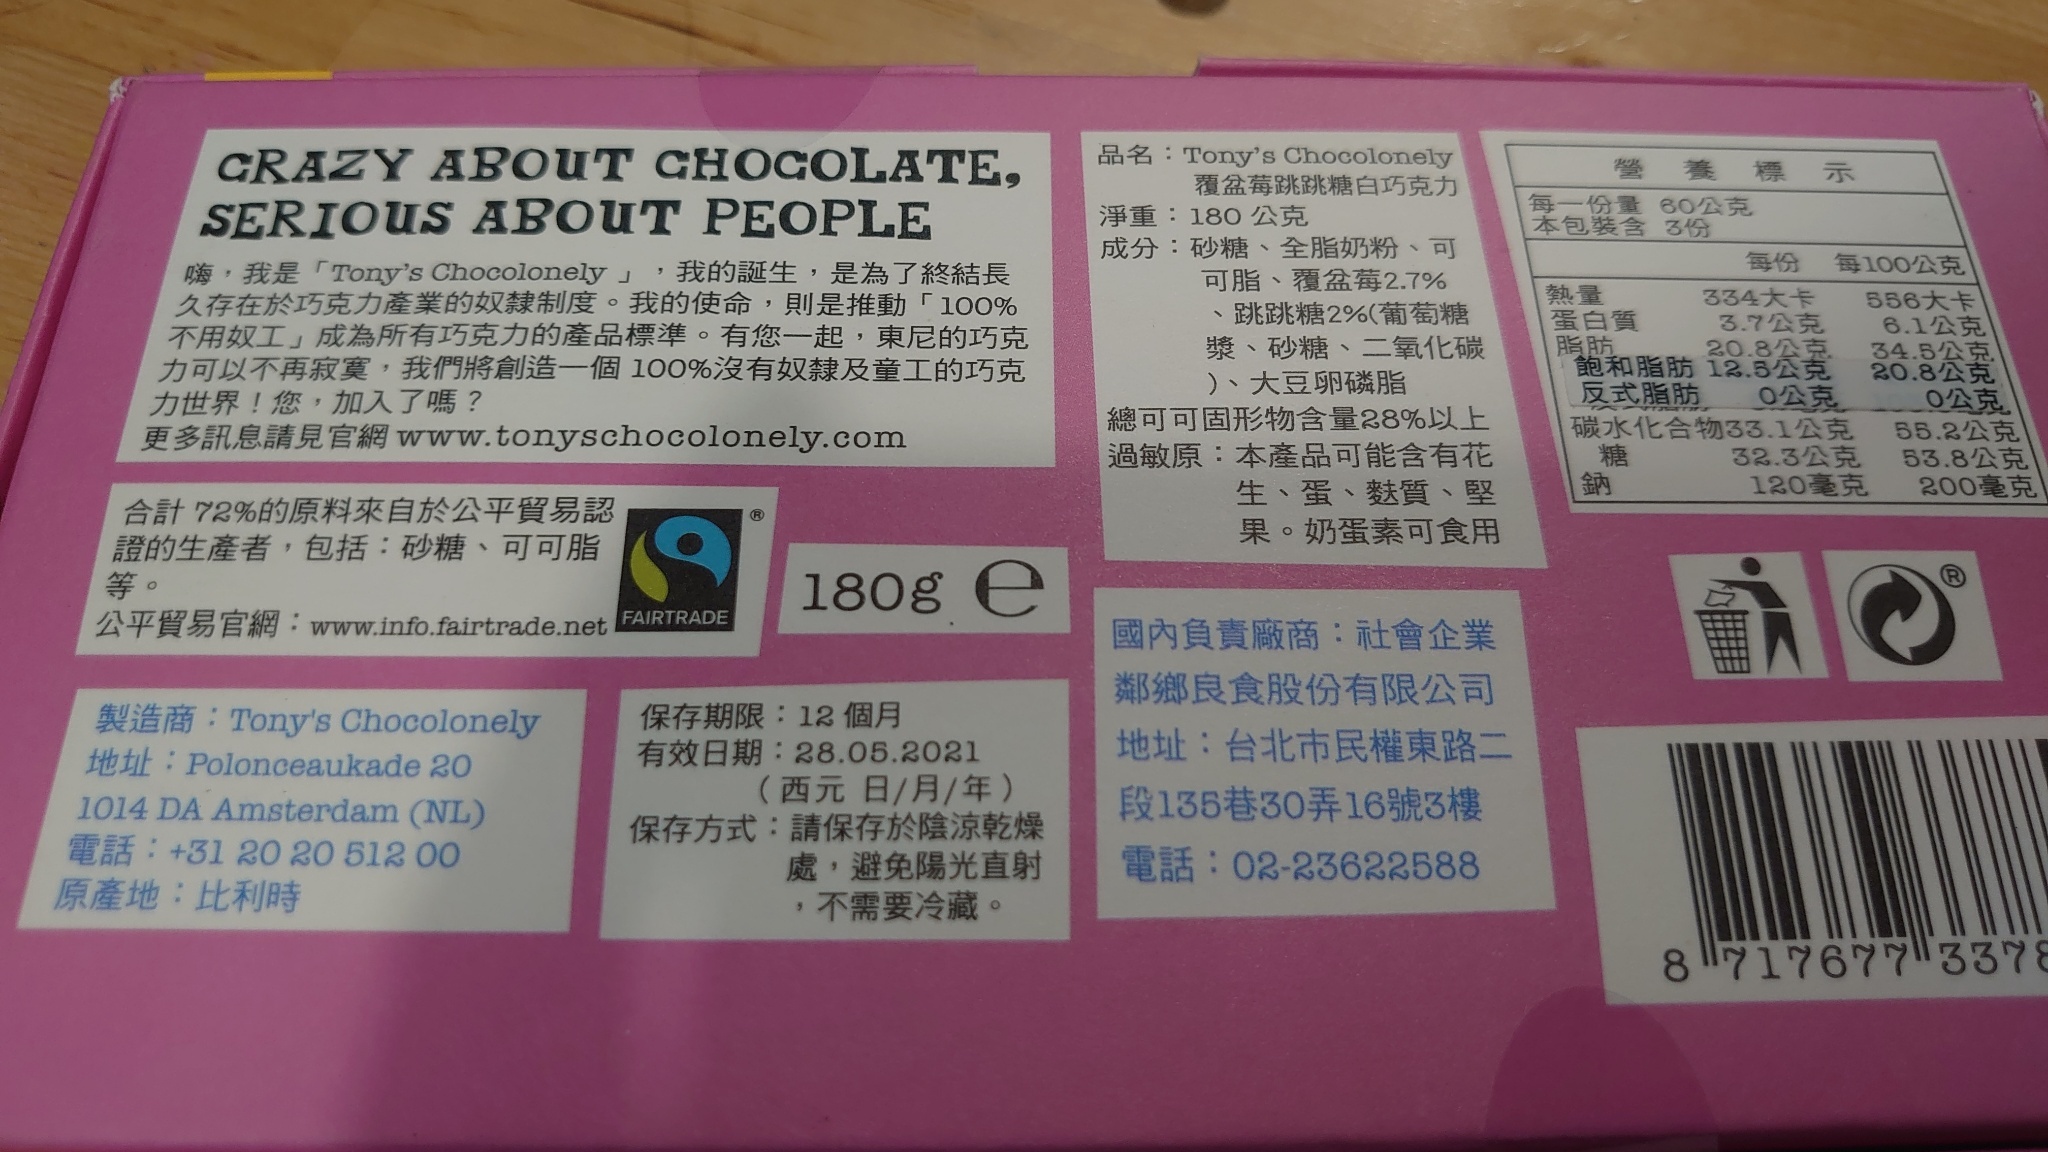 CRAZY ABOUT CHOCOLATE,
SERIOUS ABOUT PEOPLE
嗨，我是「Tony's Chocolonely 」，我的誕生，是為了終結長
久存在於巧克力產業的奴隸制度。我的使命，則是推動「100%
不用奴工」成為所有巧克力的產品標準。有您一起，東尼的巧克
力可以不再寂寞，我們將創造一個 100%沒有奴隸及童工的巧克
力世界！您，加入了嗎？
更多訊息請見官網 www.tonyschocolonely.com
合計 72%的原料來自於公平貿易認
證的生產者，包括：砂糖、可可脂
等。
公平貿易官網：www.info.fairtrade.net
FAIRTRADE
®
180g e
製造商：Tony's Chocolonely
地址：Polonceaukade 20
1014 DA Amsterdam (NL)
電話：+31 20 20 512 00
原產地：比利時
保存期限：12 個月
有效日期：28.05.2021
（西元 日/月/年）
保存方式：請保存於陰涼乾燥
處，避免陽光直射
，不需要冷藏。
品名：Tony's Chocolonely
覆盆莓跳跳糖白巧克力
淨重：180 公克
成分：砂糖、全脂奶粉、可
可脂、覆盆莓2.7%
、跳跳糖2%(葡萄糖
漿、砂糖、二氧化碳
)、大豆卵磷脂
總可可固形物含量28%以上
過敏原：本產品可能含有花
生、蛋、麩質、堅
果。奶蛋素可食用
國內負責廠商：社會企業
鄰鄉良食股份有限公司
地址：台北市民權東路二
段135巷30弄16號3樓
電話：02-23622588
營養標示
每一份量 60公克
本包裝含 3份
每份 每100公克
熱量 334大卡 556大卡
蛋白質 3.7公克 6.1公克
脂肪 20.8公克 34.5公克
飽和脂肪 12.5公克 20.8公克
反式脂肪 0公克 0公克
碳水化合物33.1公克 55.2公克
糖 32.3公克 53.8公克
鈉 120毫克 200毫克
®
8 717677 3378